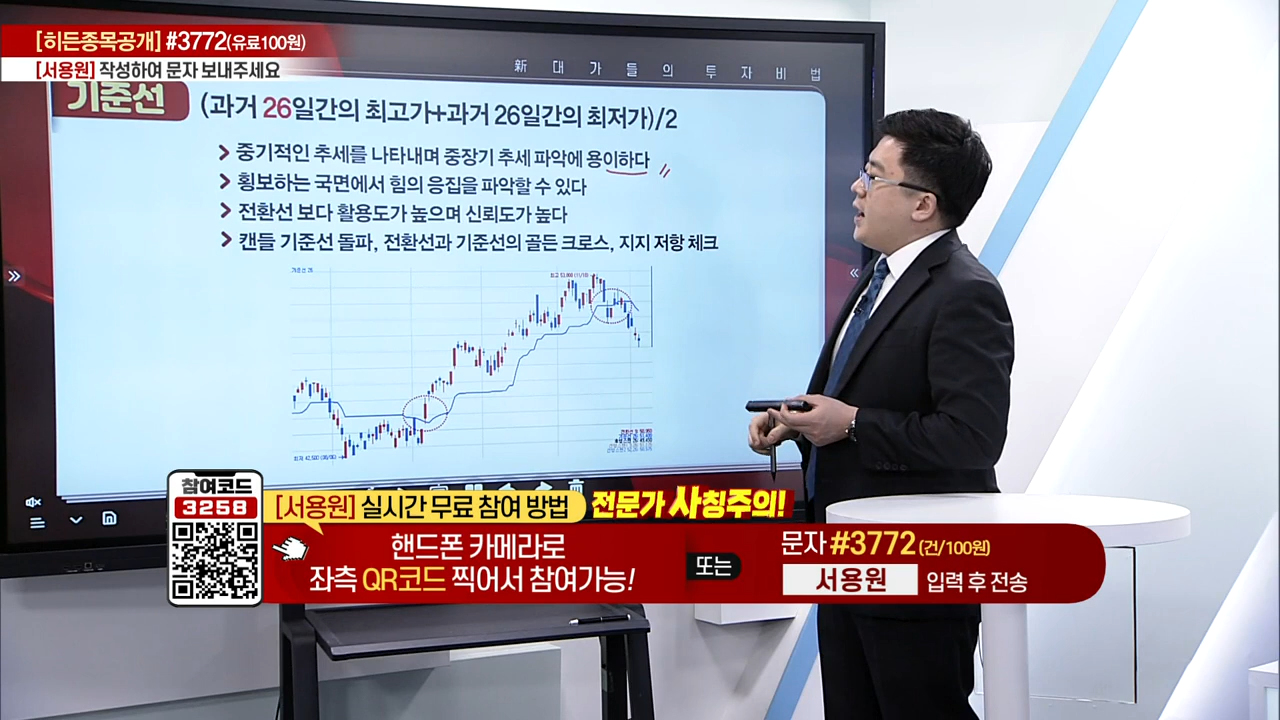 [히든종목공개] #3772(유료100원)
[서용원] 작성하여 문자 보내주세요
新 대 가 들 의 투 자 비 법
기준선 (과거 26일간의 최고가+과거 26일간의 최저가)/2
중기적인 추세를 나타내며 중장기 추세 파악에 용이하다
횡보하는 국면에서 힘의 응집을 파악할 수 있다
전환선 보다 활용도가 높으며 신뢰도가 높다
캔들 기준선 돌파, 전환선과 기준선의 골든 크로스, 지지 저항 체크
기준선 26
참여코드
3258
[서용원] 실시간 무료 참여 방법
전문가 사칭주의!
핸드폰 카메라로
좌측 QR코드 찍어서 참여가능!
또는
문자 #3772 (건/100원)
서용원 입력 후 전송